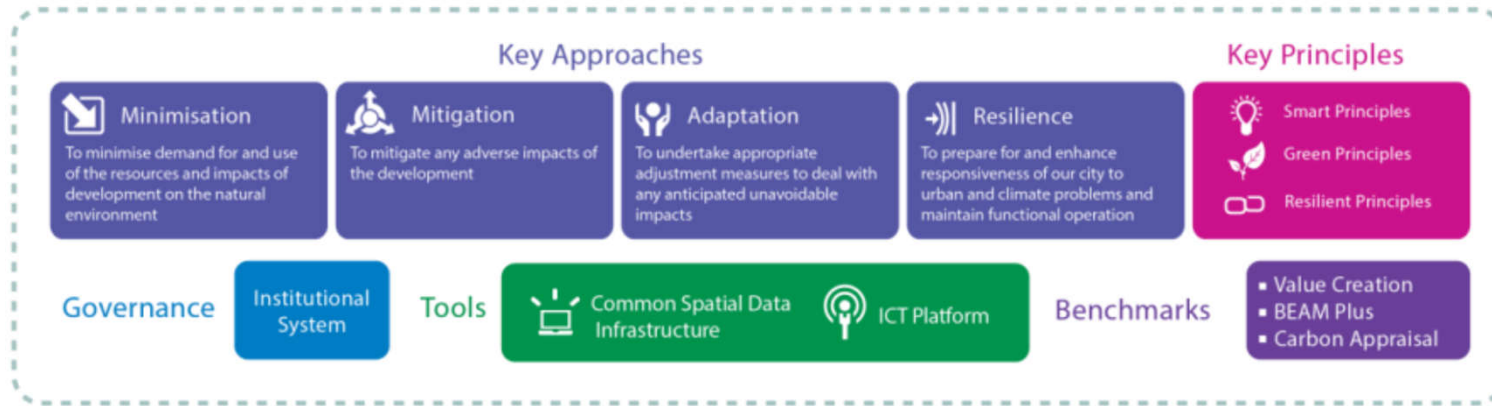 Key Approaches
Key Principles
Minimisation
To minimise demand for and use
of the resources and impacts of
development on the natural
environment
Mitigation
To mitigate any adverse impacts of
the development
Adaptation
To undertake appropriate
adjustment measures to deal with
any anticipated unavoidable
impacts
Resilience
To prepare for and enhance
responsiveness of our city to
urban and climate problems and
maintain functional operation
Smart Principles
Green Principles
Resilient Principles
Governance
Institutional
System
Tools
Common Spatial Data
Infrastructure
ICT Platform
Benchmarks
▪ Value Creation
▪ BEAM Plus
▪ Carbon Appraisal